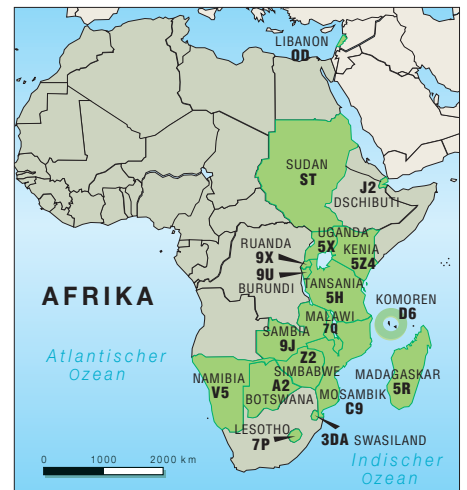 LIBANON
OD
SUDAN
ST
J2
DSCHIBUTI
UGANDA
5X
KENIA
5Z4
RUANDA
9X
9U
BURUNDI
TANSANIA
5H
AFRIKA
KOMOREN
D6
MALAWI
7Q
SAMBIA
9J
Atlantischer
Ozean
Z2
SIMBABWE
MADAGASKAR
5R
NAMIBIA
V5
A2
BOTSWANA
MOSAMBIK
C9
LESOTHO
7P
3DA SWASILAND
Indischer
Ozean
0 1000 2000 km